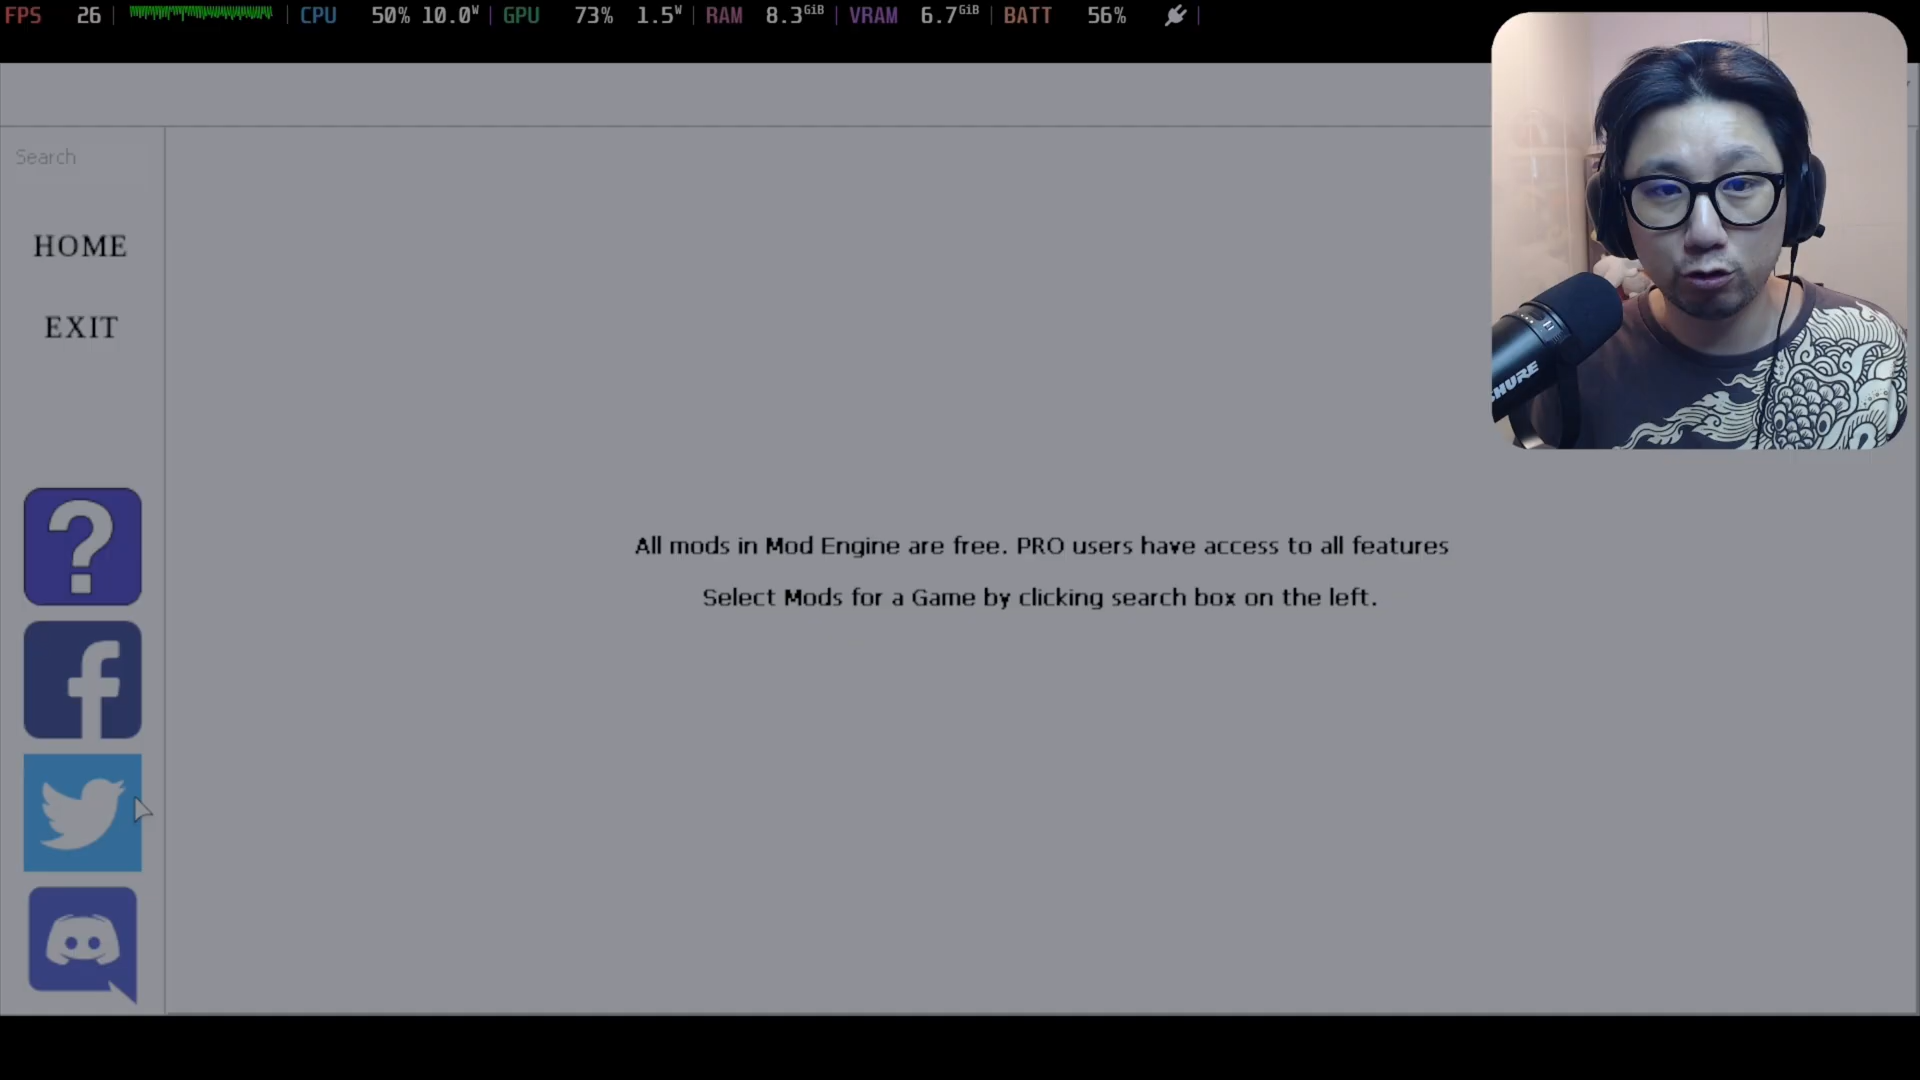 FPS 26 CPU 50% 10.0W GPU 73% 1.5W RAM 8.3GiB VRAM 6.7GiB BATT 56%
Search
HOME
EXIT
?
f
All mods in Mod Engine are free. PRO users have access to all features
Select Mods for a Game by clicking search box on the left.
SHURE